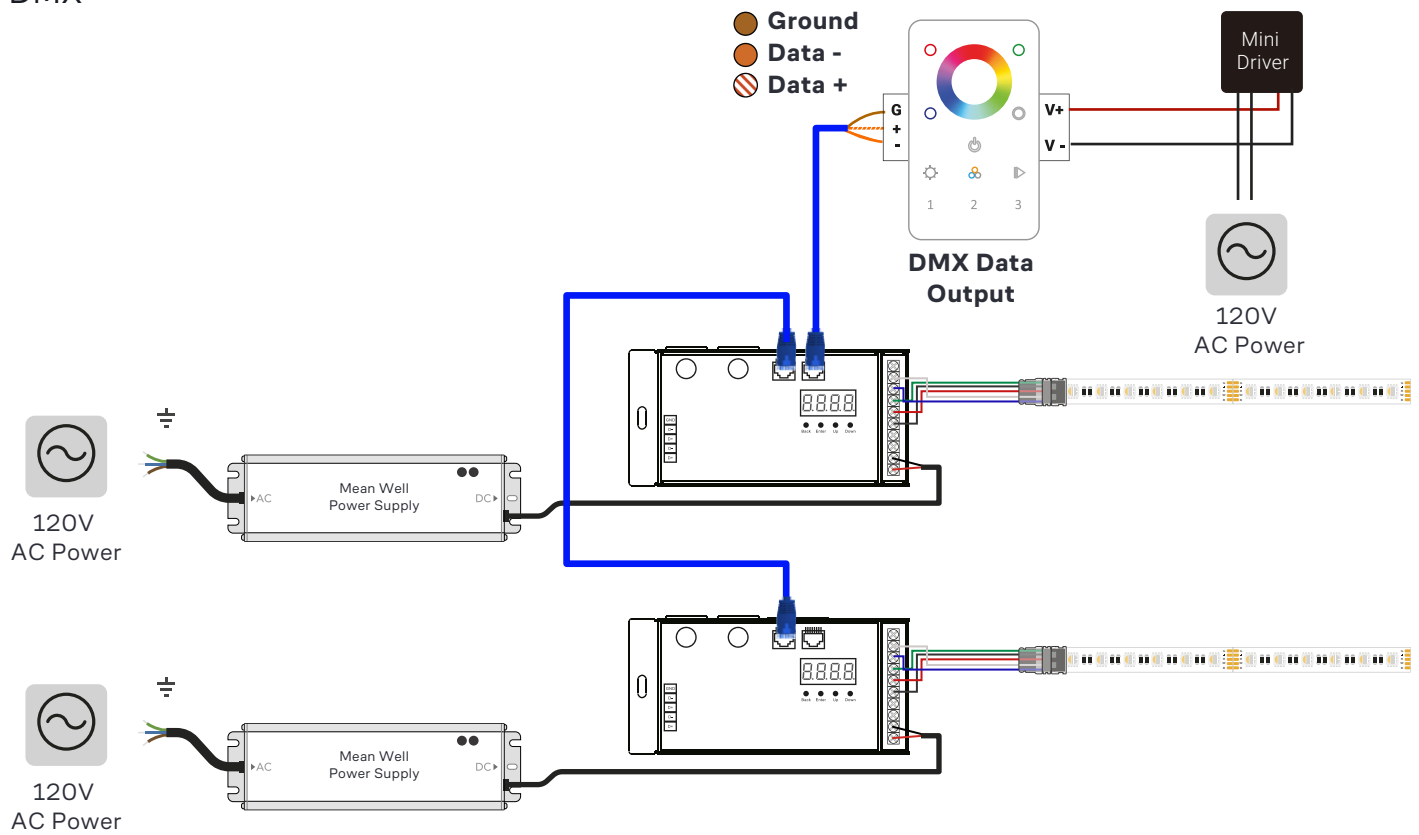 DMX
Ground
Data -
Data +
G
+
-
V+
V -
1 2 3
DMX Data
Output
Mini
Driver
120V
AC Power
Back Enter Up Down
GND
120V
AC Power
AC
Mean Well
Power Supply
DC
Back Enter Up Down
GND
120V
AC Power
AC
Mean Well
Power Supply
DC